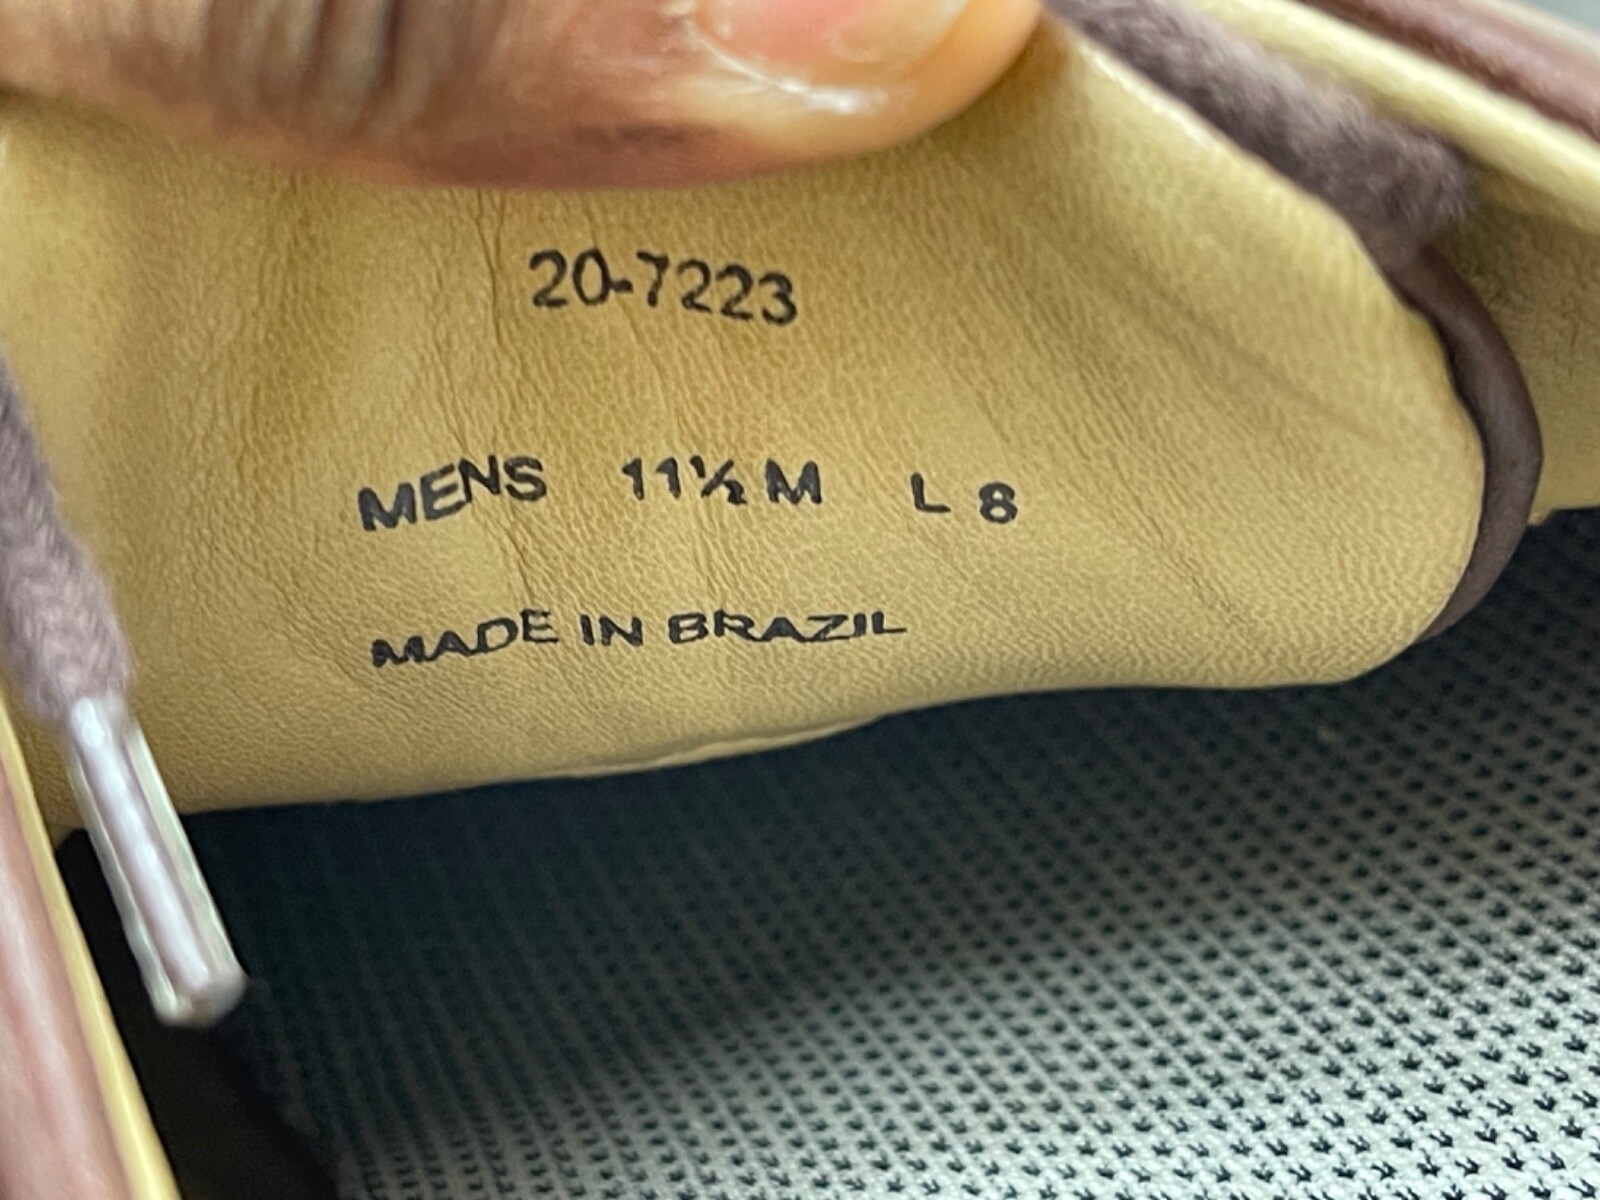 20-7223
MENS 11½ M L 8
MADE IN BRAZIL